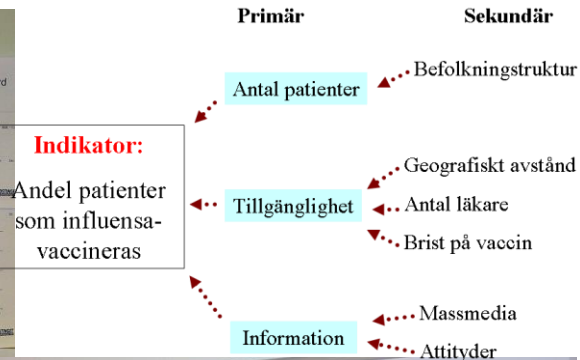 Primär
Sekundär
Antal patienter
Befolkningstruktur
Indikator:
Andel patienter
som influensa-
vaccineras
Tillgänglighet
Geografiskt avstånd
Antal läkare
Brist på vaccin
Information
Massmedia
Attityder